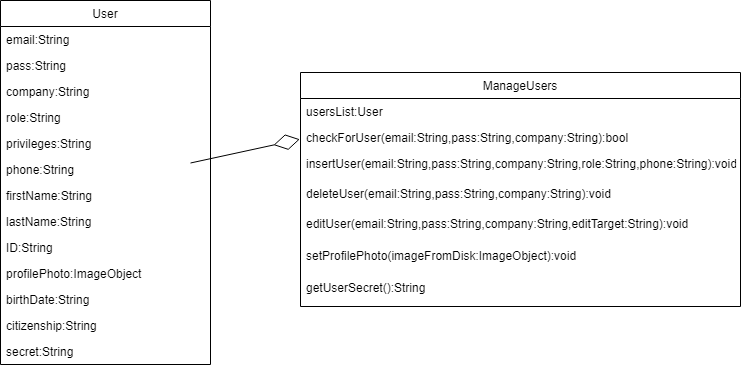 User
email:String
pass:String
company:String
role:String
privileges:String
phone:String
firstName:String
lastName:String
ID:String
profilePhoto:ImageObject
birthDate:String
citizenship:String
secret:String
ManageUsers
usersList:User
checkForUser(email:String,pass:String,company:String):bool
insertUser(email:String,pass:String,company:String,role:String,phone:String):void
deleteUser(email:String,pass:String,company:String):void
editUser(email:String,pass:String,company:String,editTarget:String):void
setProfilePhoto(imageFromDisk:ImageObject):void
getUserSecret():String